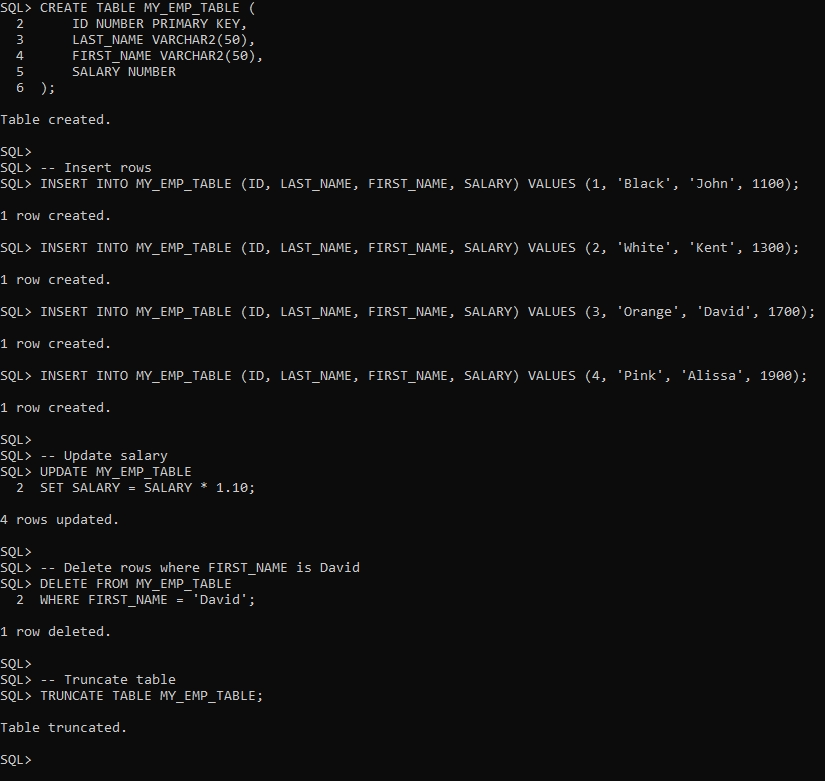 SQL> CREATE TABLE MY_EMP_TABLE (
  2      ID NUMBER PRIMARY KEY,
  3      LAST_NAME VARCHAR2(50),
  4      FIRST_NAME VARCHAR2(50),
  5      SALARY NUMBER
  6  );
Table created.
SQL>
SQL> -- Insert rows
SQL> INSERT INTO MY_EMP_TABLE (ID, LAST_NAME, FIRST_NAME, SALARY) VALUES (1, 'Black', 'John', 1100);
1 row created.
SQL> INSERT INTO MY_EMP_TABLE (ID, LAST_NAME, FIRST_NAME, SALARY) VALUES (2, 'White', 'Kent', 1300);
1 row created.
SQL> INSERT INTO MY_EMP_TABLE (ID, LAST_NAME, FIRST_NAME, SALARY) VALUES (3, 'Orange', 'David', 1700);
1 row created.
SQL> INSERT INTO MY_EMP_TABLE (ID, LAST_NAME, FIRST_NAME, SALARY) VALUES (4, 'Pink', 'Alissa', 1900);
1 row created.
SQL>
SQL> -- Update salary
SQL> UPDATE MY_EMP_TABLE
  2  SET SALARY = SALARY * 1.10;
4 rows updated.
SQL>
SQL> -- Delete rows where FIRST_NAME is David
SQL> DELETE FROM MY_EMP_TABLE
  2  WHERE FIRST_NAME = 'David';
1 row deleted.
SQL>
SQL> -- Truncate table
SQL> TRUNCATE TABLE MY_EMP_TABLE;
Table truncated.
SQL>